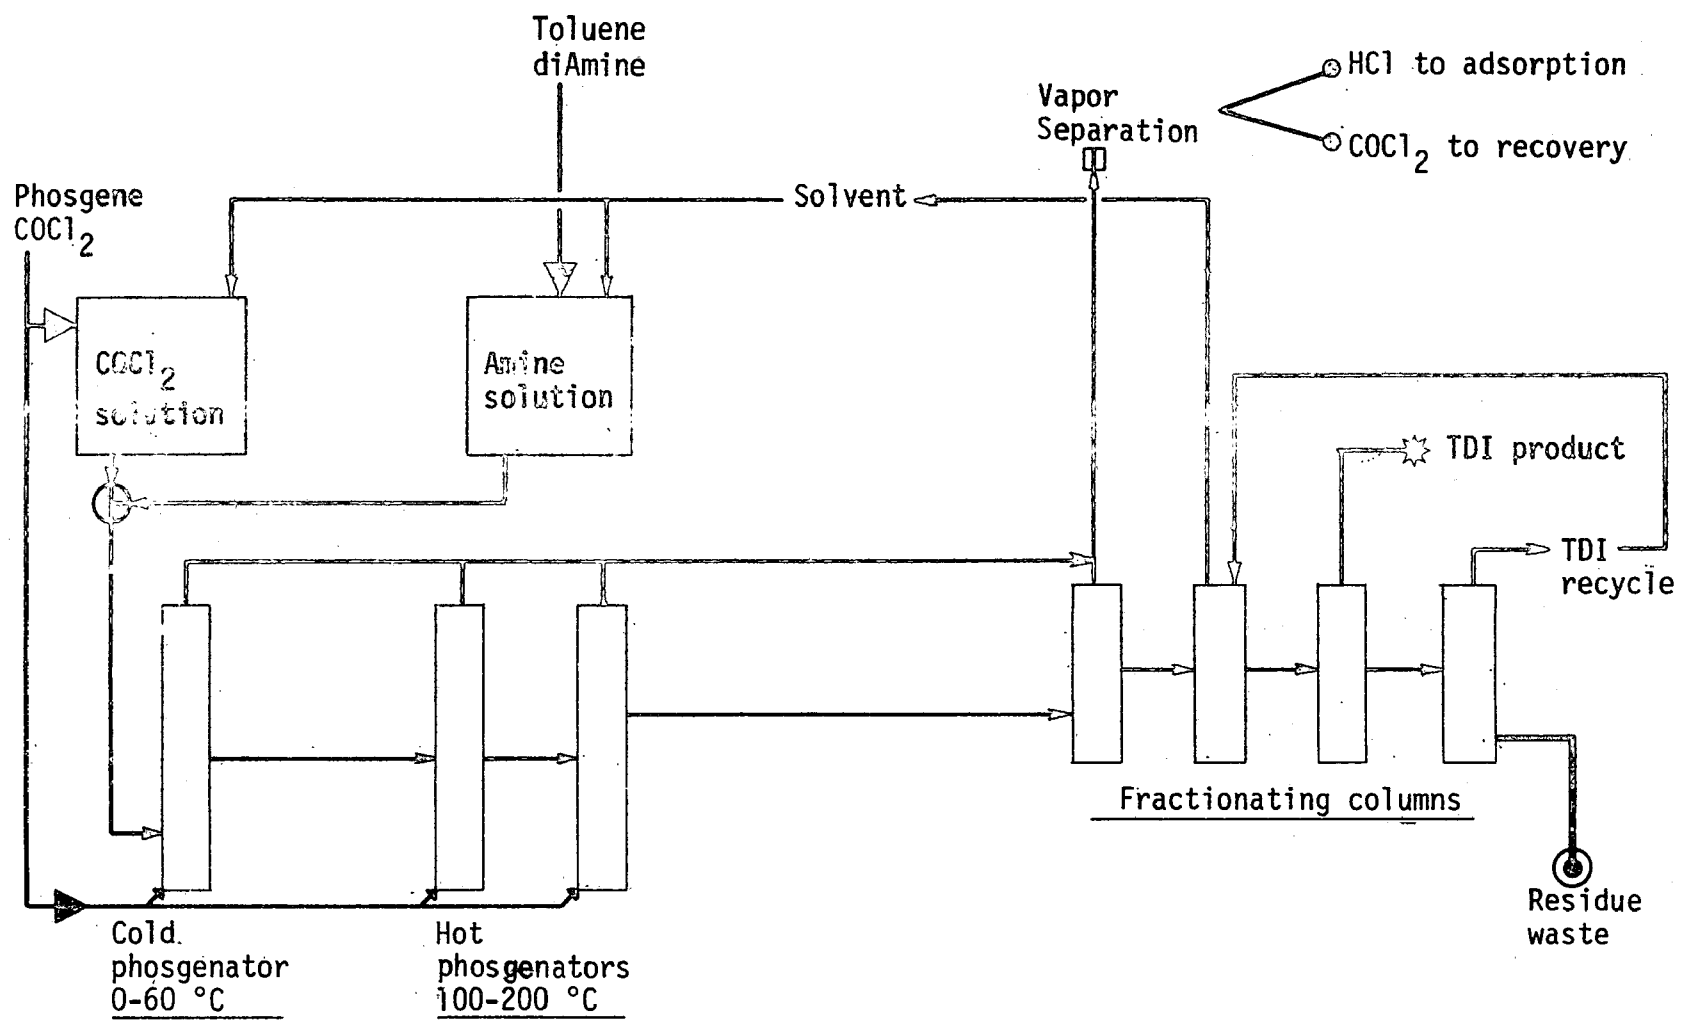 Toluene
diAmine
HCl to adsorption
Vapor
Separation
COCl2 to recovery
Phosgene
COCl2
Solvent
COCl2
solution
Amine
solution
TDI product
TDI
recycle
Fractionating columns
Residue
waste
Cold
phosgenator
0-60 °C
Hot
phosgenators
100-200 °C